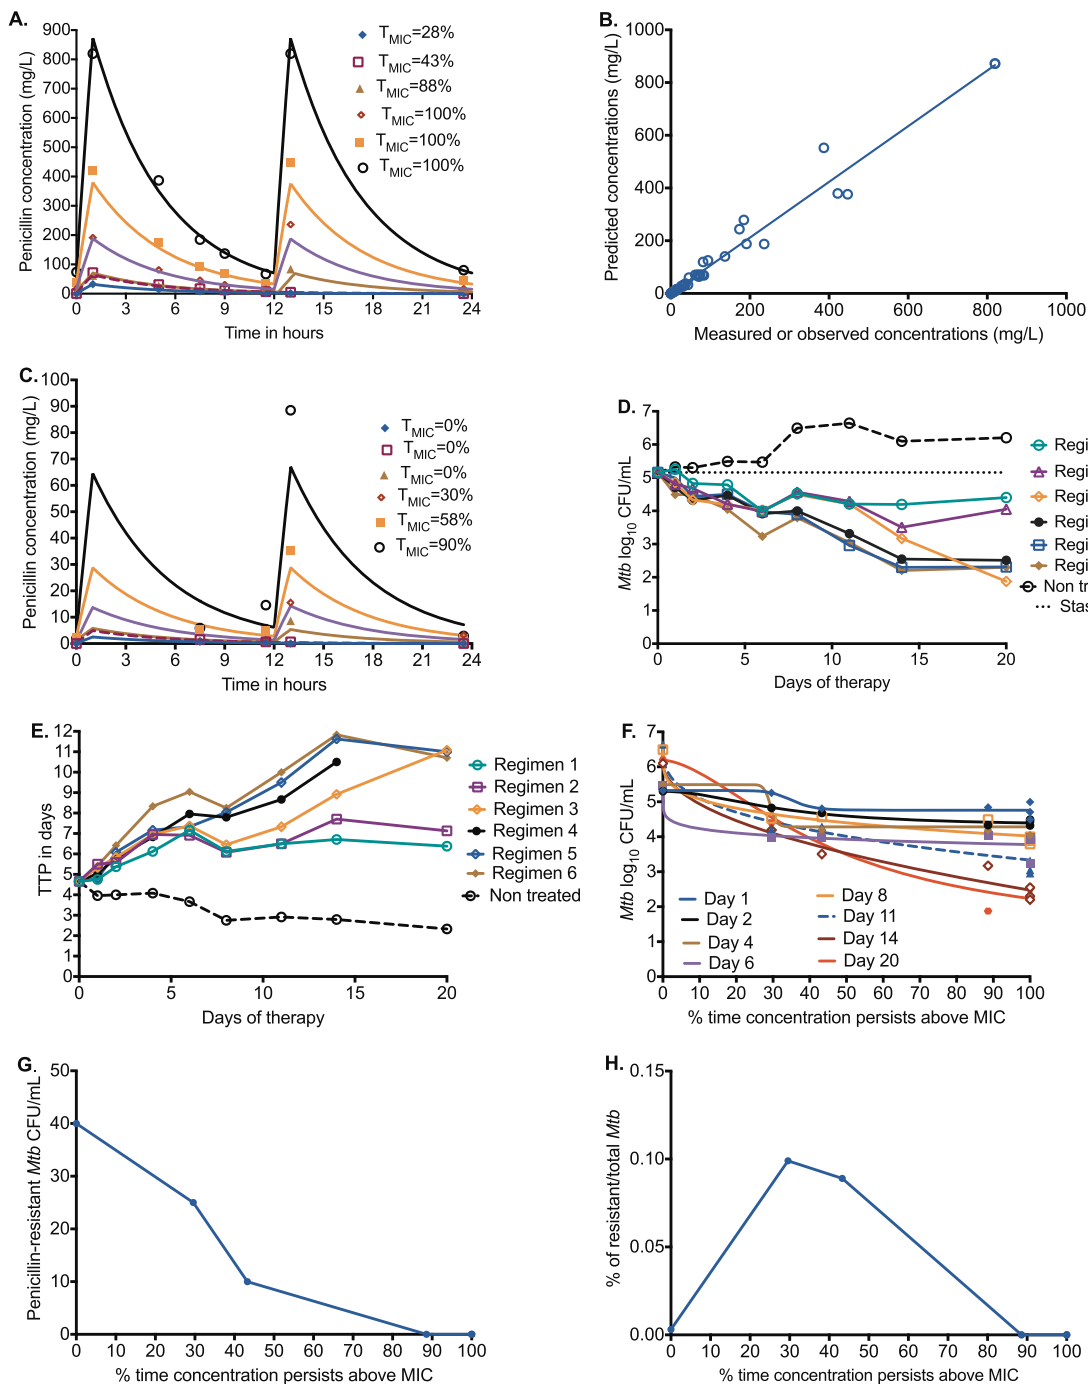 A.
Penicillin concentration (mg/L)
900
800
700
600
500
400
300
200
100
0
0 3 6 9 12 15 18 21 24
Time in hours
TMIC=28%
TMIC=43%
TMIC=88%
TMIC=100%
TMIC=100%
TMIC=100%
B.
Predicted concentrations (mg/L)
1000
800
600
400
200
0
0 200 400 600 800 1000
Measured or observed concentrations (mg/L)
C.
Penicillin concentration (mg/L)
100
90
80
70
60
50
40
30
20
10
0
0 3 6 9 12 15 18 21 24
Time in hours
TMIC=0%
TMIC=0%
TMIC=0%
TMIC=30%
TMIC=58%
TMIC=90%
D.
Mtb log10 CFU/mL
7
6
5
4
3
2
1
0
0 5 10 15 20
Days of therapy
Regi
Regi
Regi
Regi
Regi
Regi
Non tr
Stas
E.
TTP in days
12
11
10
9
8
7
6
5
4
3
2
1
0
0 5 10 15 20
Days of therapy
Regimen 1
Regimen 2
Regimen 3
Regimen 4
Regimen 5
Regimen 6
Non treated
F.
Mtb log10 CFU/mL
7
6
5
4
3
2
1
0
0 10 20 30 40 50 60 70 80 90 100
% time concentration persists above MIC
Day 1
Day 2
Day 4
Day 6
Day 8
Day 11
Day 14
Day 20
G.
Penicillin-resistant Mtb CFU/mL
50
40
30
20
10
0
0 10 20 30 40 50 60 70 80 90 100
% time concentration persists above MIC
H.
% of resistant/total Mtb
0.15
0.10
0.05
0.00
0 10 20 30 40 50 60 70 80 90 100
% time concentration persists above MIC